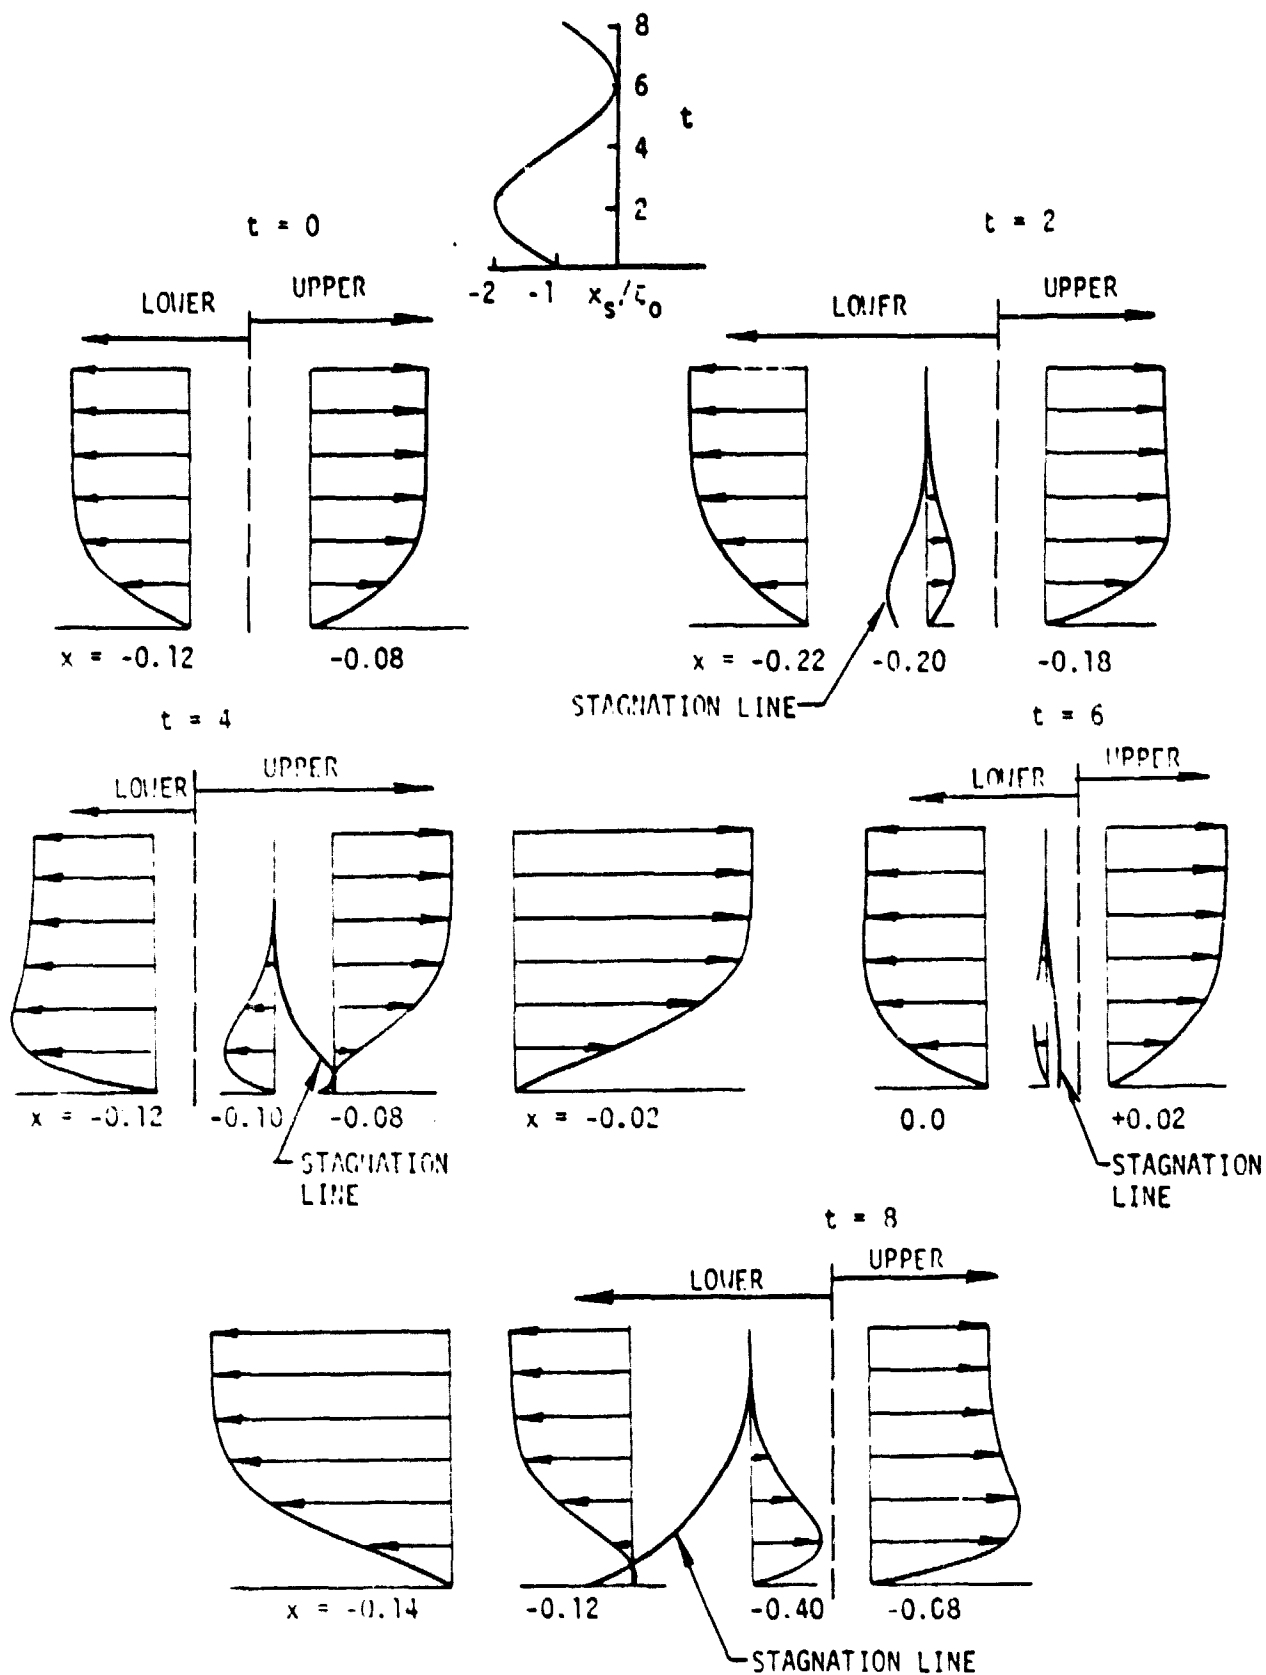 8
6
t
4
2
-2 -1 x_s/ξ_o
t = 0
LOWER
UPPER
x = -0.12 -0.08
t = 2
LOWER
UPPER
x = -0.22 -0.20 -0.18
STAGNATION LINE
t = 4
LOWER
UPPER
x = -0.12 -0.10 -0.08 x = -0.02
STAGNATION
LINE
t = 6
LOWER
UPPER
0.0 +0.02
STAGNATION
LINE
t = 8
LOWER
UPPER
x = -0.14 -0.12 -0.40 -0.08
STAGNATION LINE